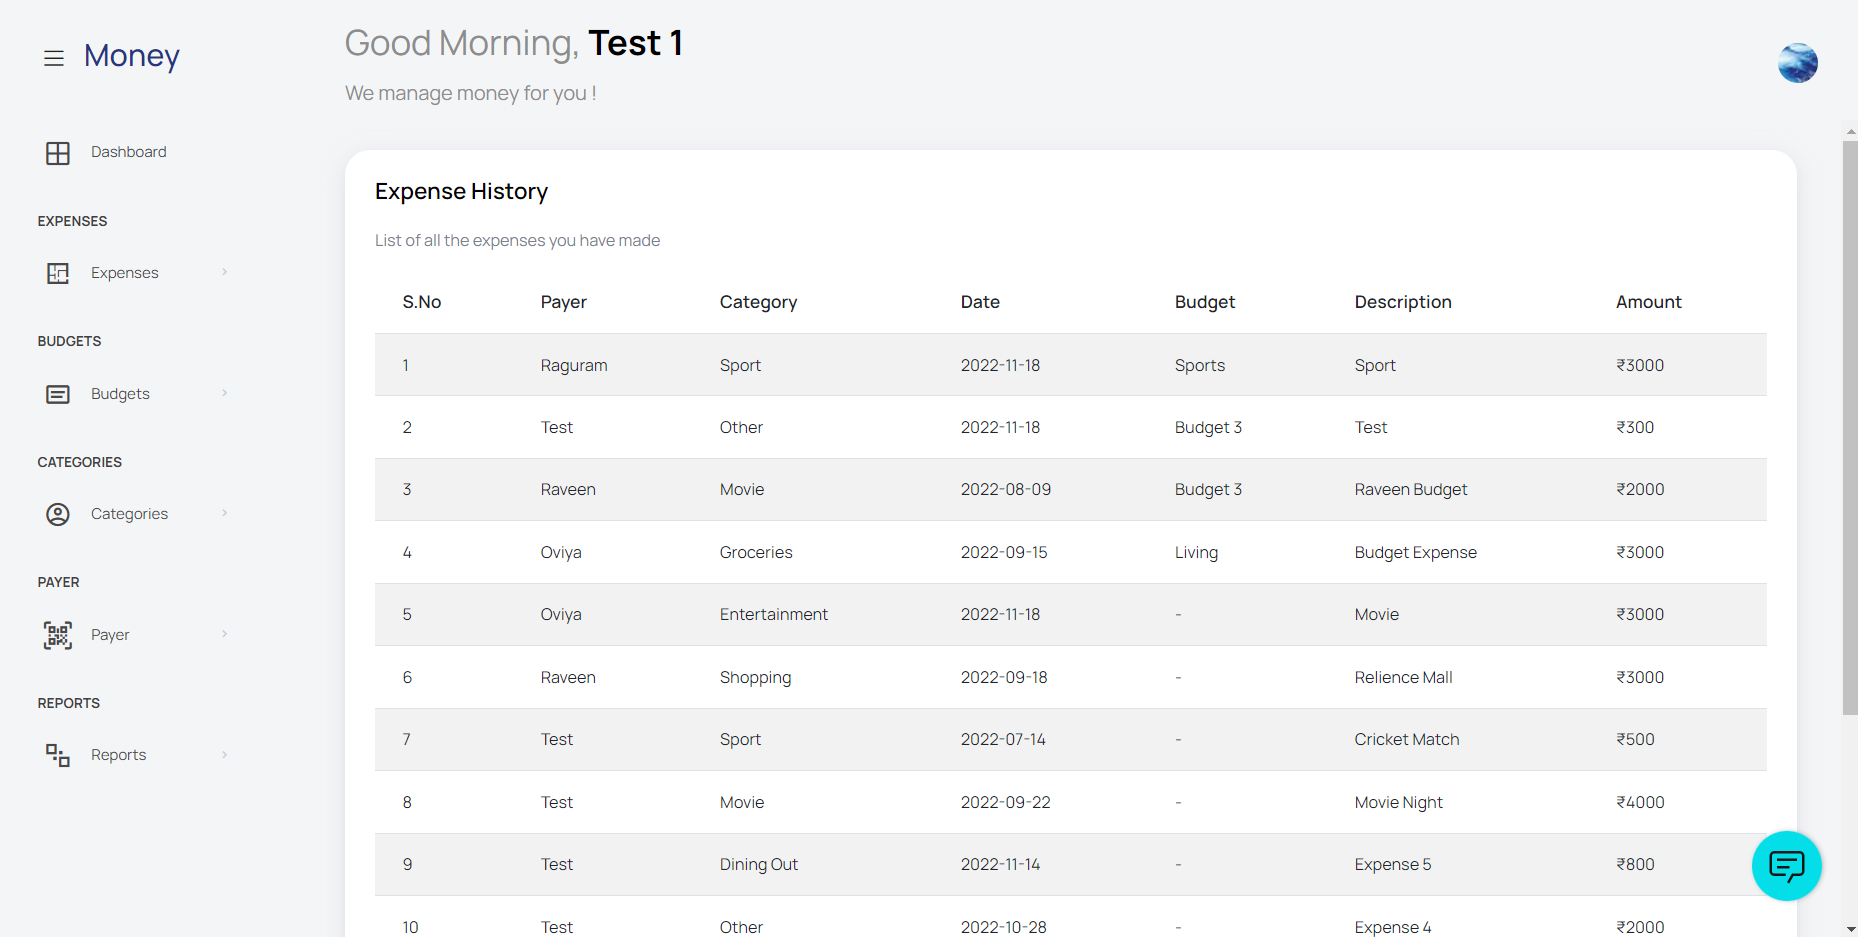 Money
Good Morning, Test 1
We manage money for you !
Dashboard
EXPENSES
Expenses
BUDGETS
Budgets
CATEGORIES
Categories
PAYER
Payer
REPORTS
Reports
Expense History
List of all the expenses you have made
S.No Payer Category Date Budget Description Amount
1 Raguram Sport 2022-11-18 Sports Sport ₹3000
2 Test Other 2022-11-18 Budget 3 Test ₹300
3 Raveen Movie 2022-08-09 Budget 3 Raveen Budget ₹2000
4 Oviya Groceries 2022-09-15 Living Budget Expense ₹3000
5 Oviya Entertainment 2022-11-18 - Movie ₹3000
6 Raveen Shopping 2022-09-18 - Relience Mall ₹3000
7 Test Sport 2022-07-14 - Cricket Match ₹500
8 Test Movie 2022-09-22 - Movie Night ₹4000
9 Test Dining Out 2022-11-14 - Expense 5 ₹800
10 Test Other 2022-10-28 - Expense 4 ₹2000